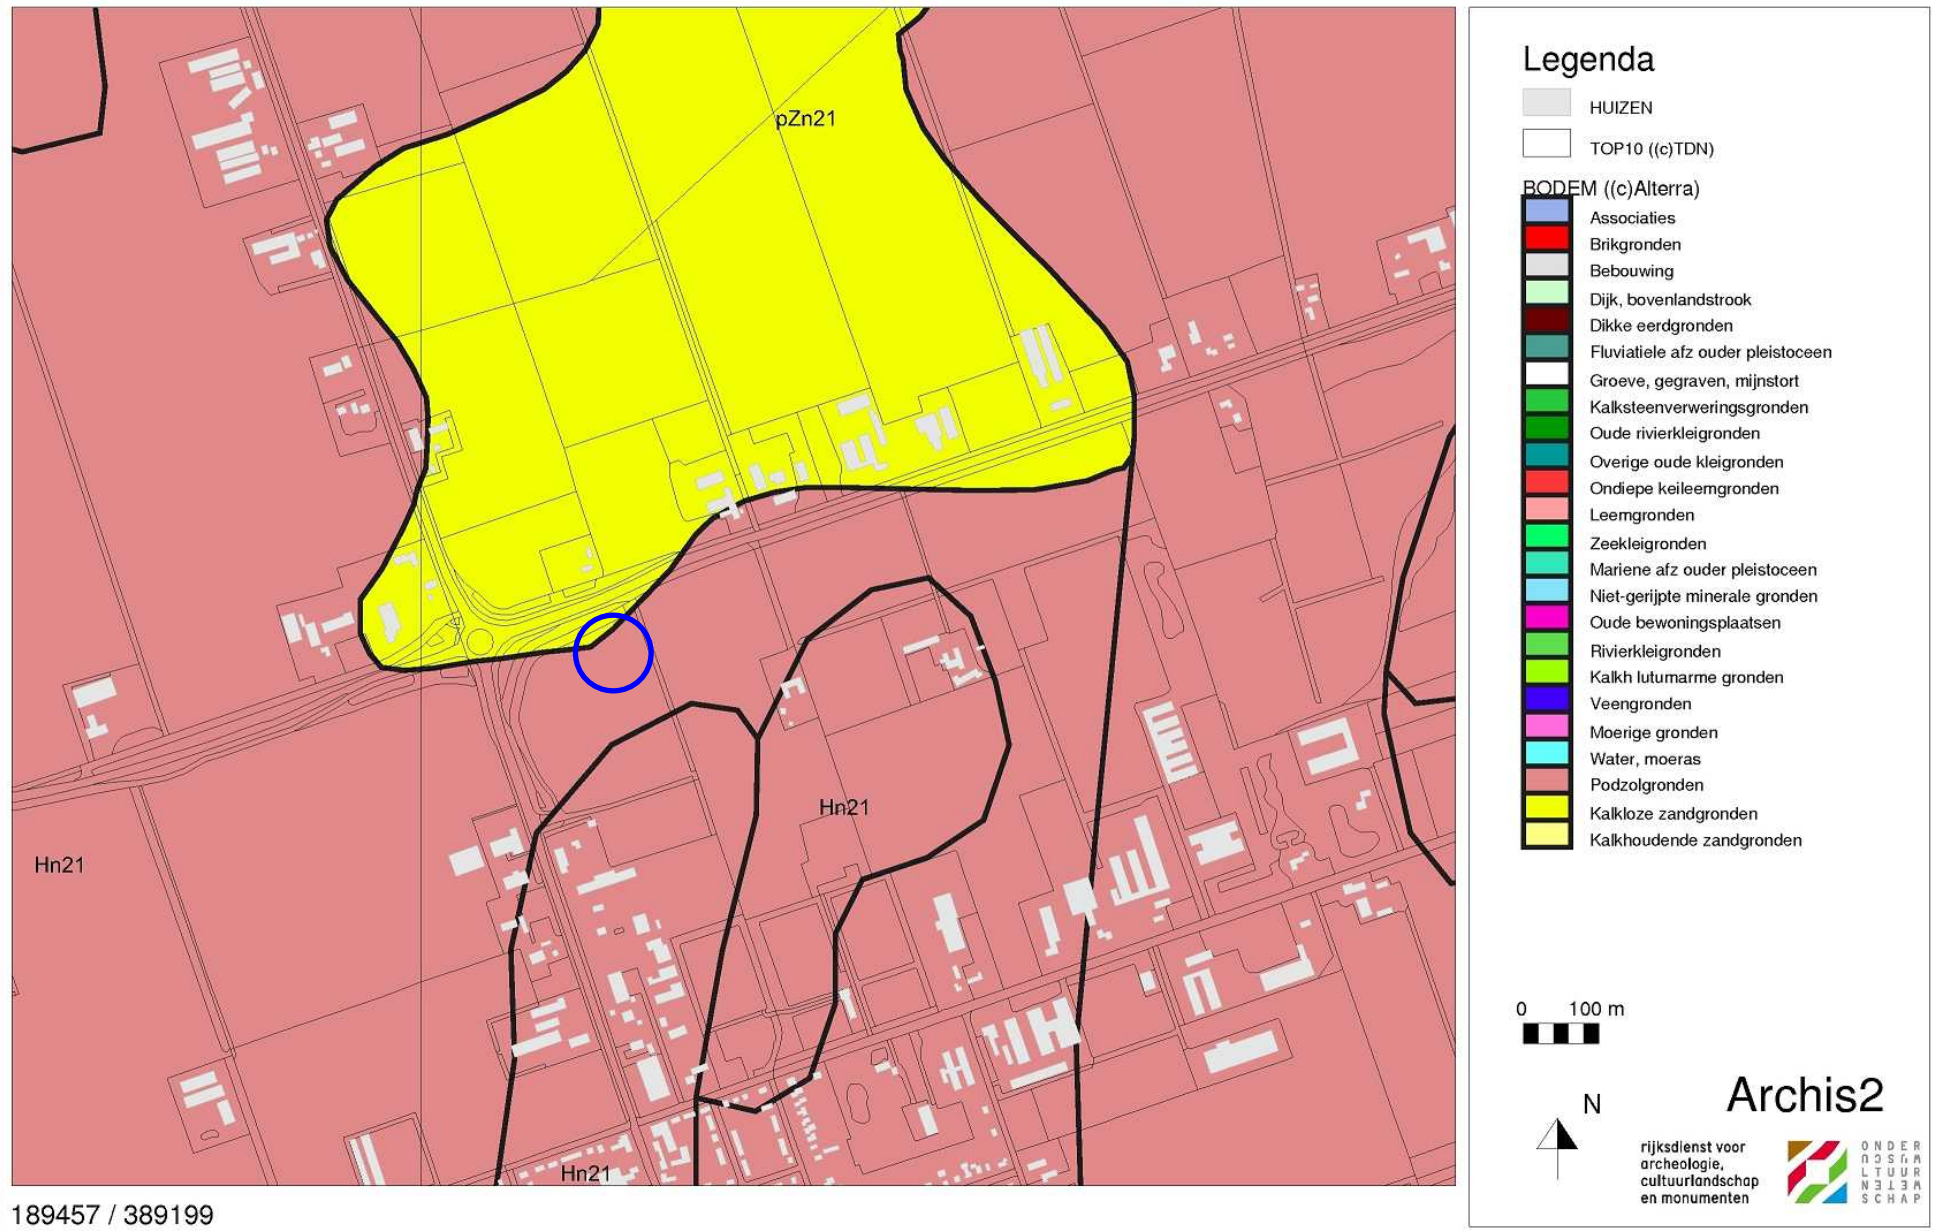 pZn21
Hn21
Hn21
Hn21
189457 / 389199
Legenda
HUIZEN
TOP10 ((c)TDN)
BODEM ((c)Alterra)
Associaties
Brikgronden
Bebouwing
Dijk, bovenlandstrook
Dikke eerdgronden
Fluviatiele afz ouder pleistoceen
Groeve, gegraven, mijnstort
Kalksteenverweringsgronden
Oude rivierkleigronden
Overige oude kleigronden
Ondiepe keileemgronden
Leemgronden
Zeekleigronden
Mariene afz ouder pleistoceen
Niet-gerijpte minerale gronden
Oude bewoningsplaatsen
Rivierkleigronden
Kalkh lutumarme gronden
Veengronden
Moerige gronden
Water, moeras
Podzolgronden
Kalkloze zandgronden
Kalkhoudende zandgronden
0 100 m
N
Archis2
rijksdienst voor
archeologie,
cultuurlandschap
en monumenten
ONDER
LTUUR
SCHAP